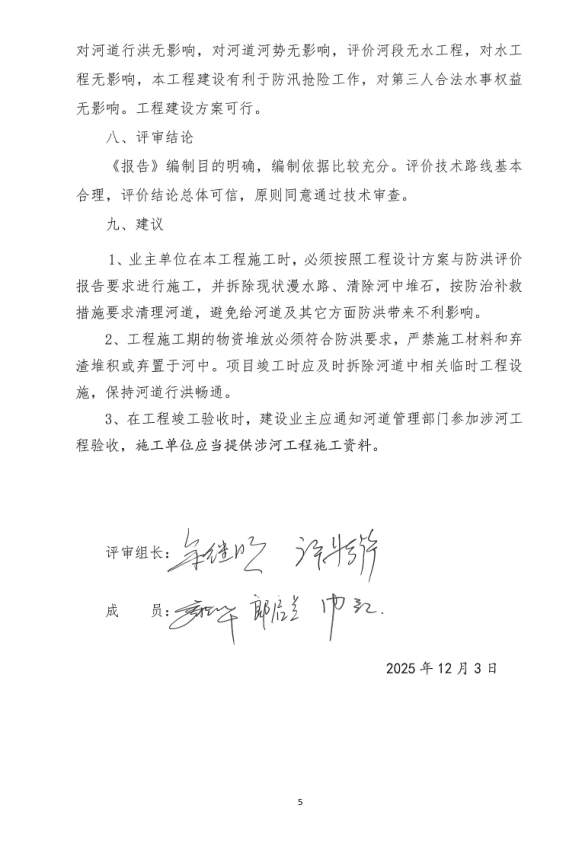 对河道行洪无影响，对河道河势无影响，评价河段无水工程，对水
工程无影响，本工程建设有利于防汛抢险工作，对第三人合法水事权益
无影响。工程建设方案可行。
八、评审结论
《报告》编制目的明确，编制依据比较充分。评价技术路线基本
合理，评价结论总体可信，原则同意通过技术审查。
九、建议
1、业主单位在本工程施工时，必须按照工程设计方案与防洪评价
报告要求进行施工，并拆除现状漫水路、清除河中堆石，按防治补救
措施要求清理河道，避免给河道及其它方面防洪带来不利影响。
2、工程施工期的物资堆放必须符合防洪要求，严禁施工材料和弃
渣堆积或弃置于河中。项目竣工时应及时拆除河道中相关临时工程设
施，保持河道行洪畅通。
3、在工程竣工验收时，建设业主应通知河道管理部门参加涉河工
程验收，施工单位应当提供涉河工程施工资料。
评审组长：
成 员：
2025 年 12 月 3 日
5